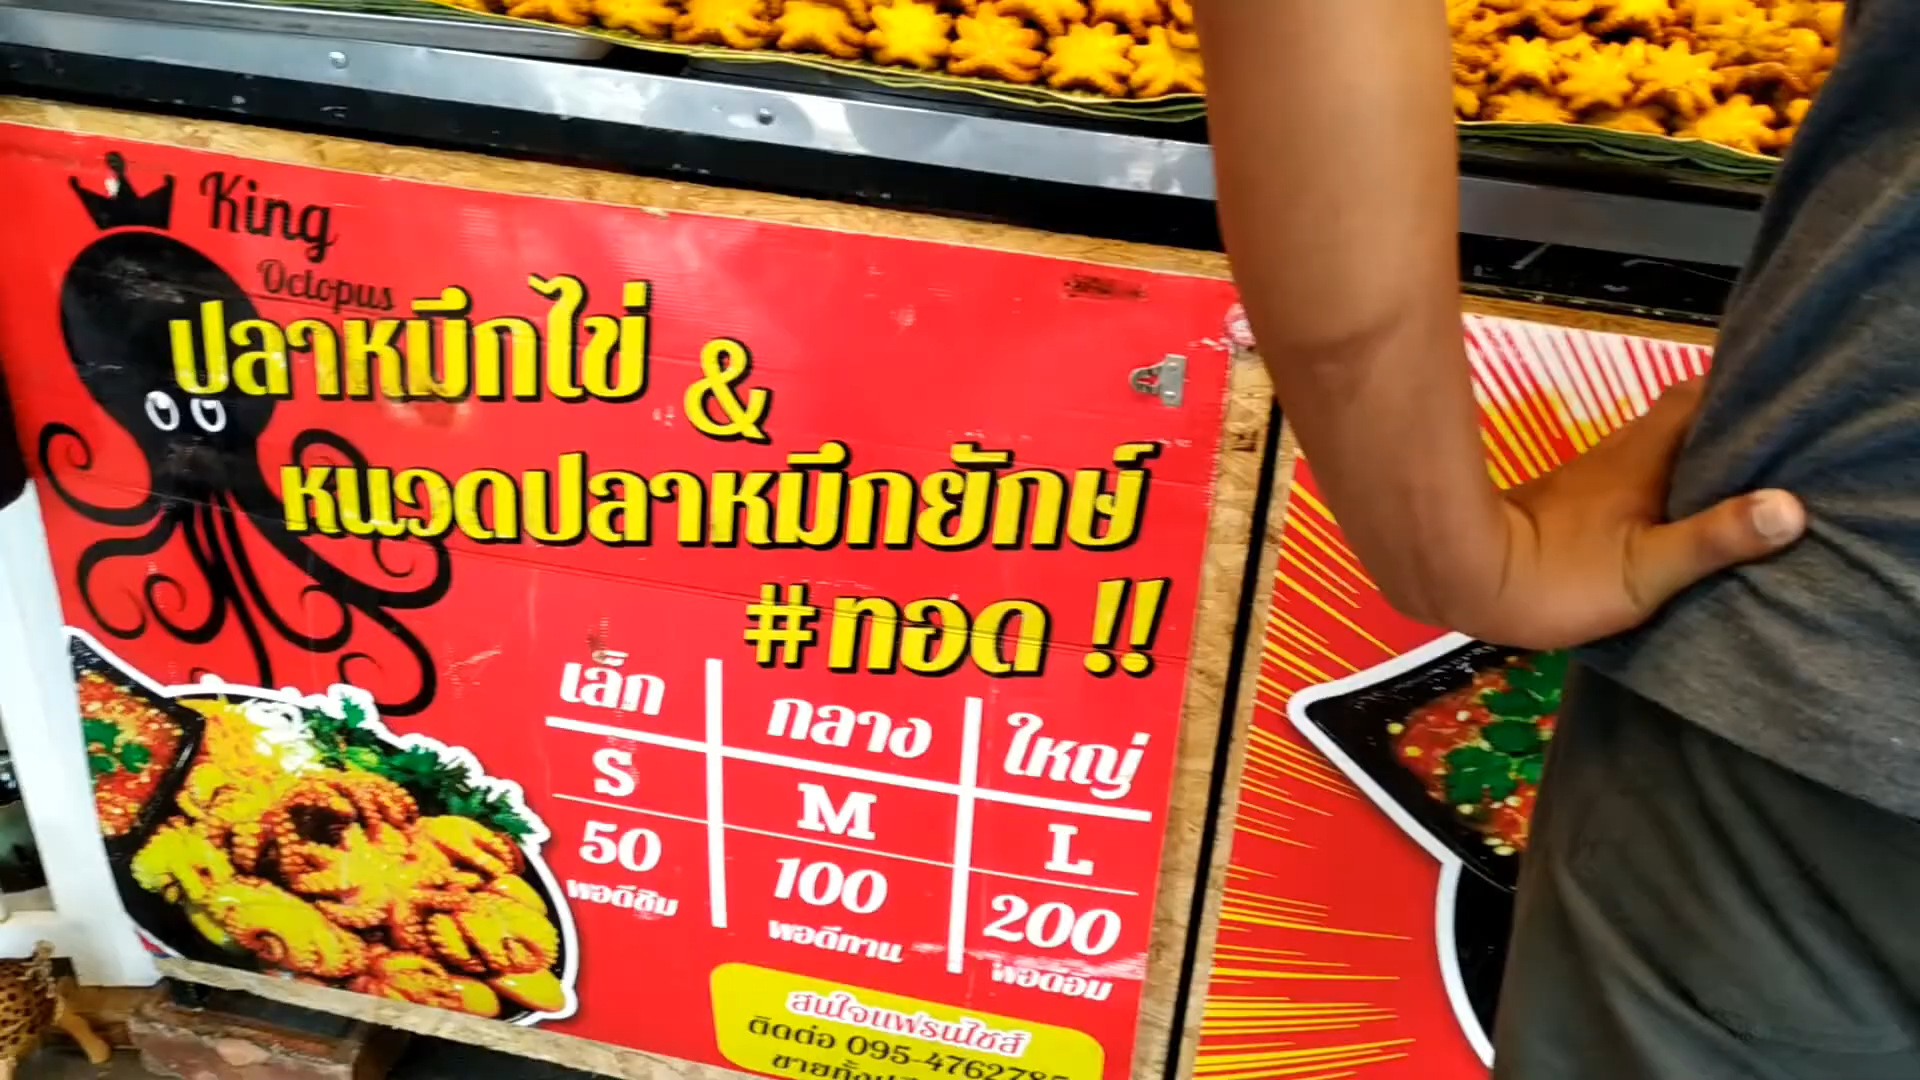 King
Octopus
ปลาหมึกไข่ &
หนวดปลาหมึกยักษ์
#ทอด !!
เล็ก กลาง ใหญ่
S M L
50 100 200
พอดีชิม พอดีทาน พอดีอิ่ม
สนใจแฟรนไชส์
ติดต่อ 095-4762785